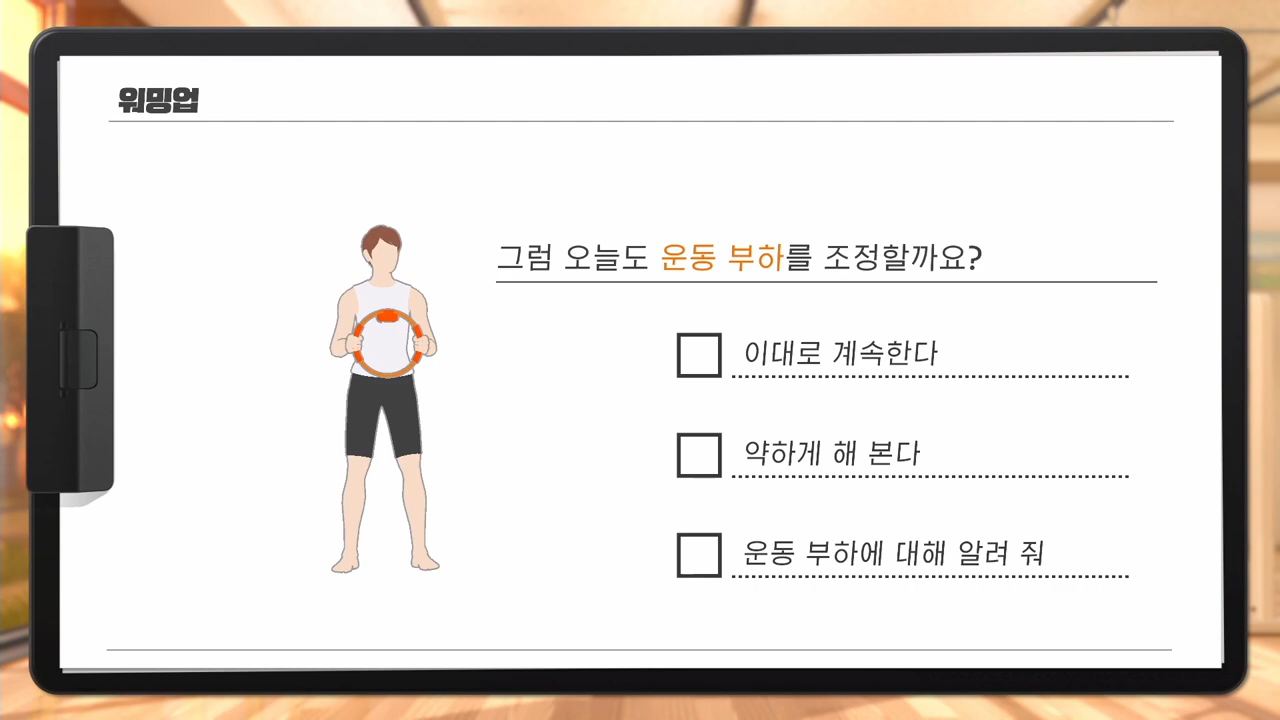 워밍업
그럼 오늘도 운동 부하를 조정할까요?
이대로 계속한다
약하게 해 본다
운동 부하에 대해 알려 줘